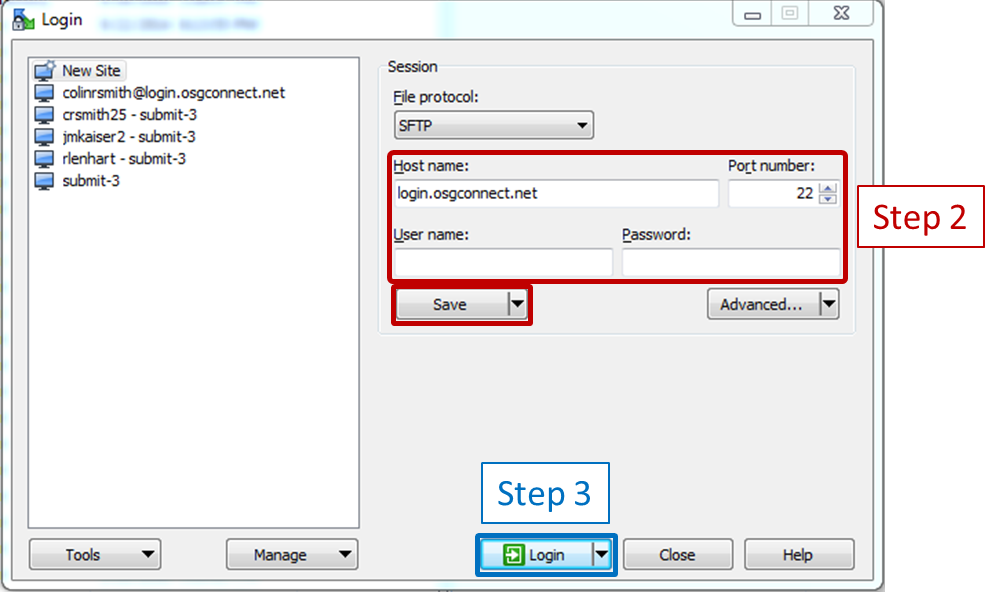 Login
New Site
colinrsmith@login.osgconnect.net
crsmith25 - submit-3
jmkaiser2 - submit-3
rlenhart - submit-3
submit-3
Session
File protocol:
SFTP
Host name: Port number:
login.osgconnect.net 22
User name: Password:
Save Advanced...
Step 2
Step 3
Tools Manage Login Close Help